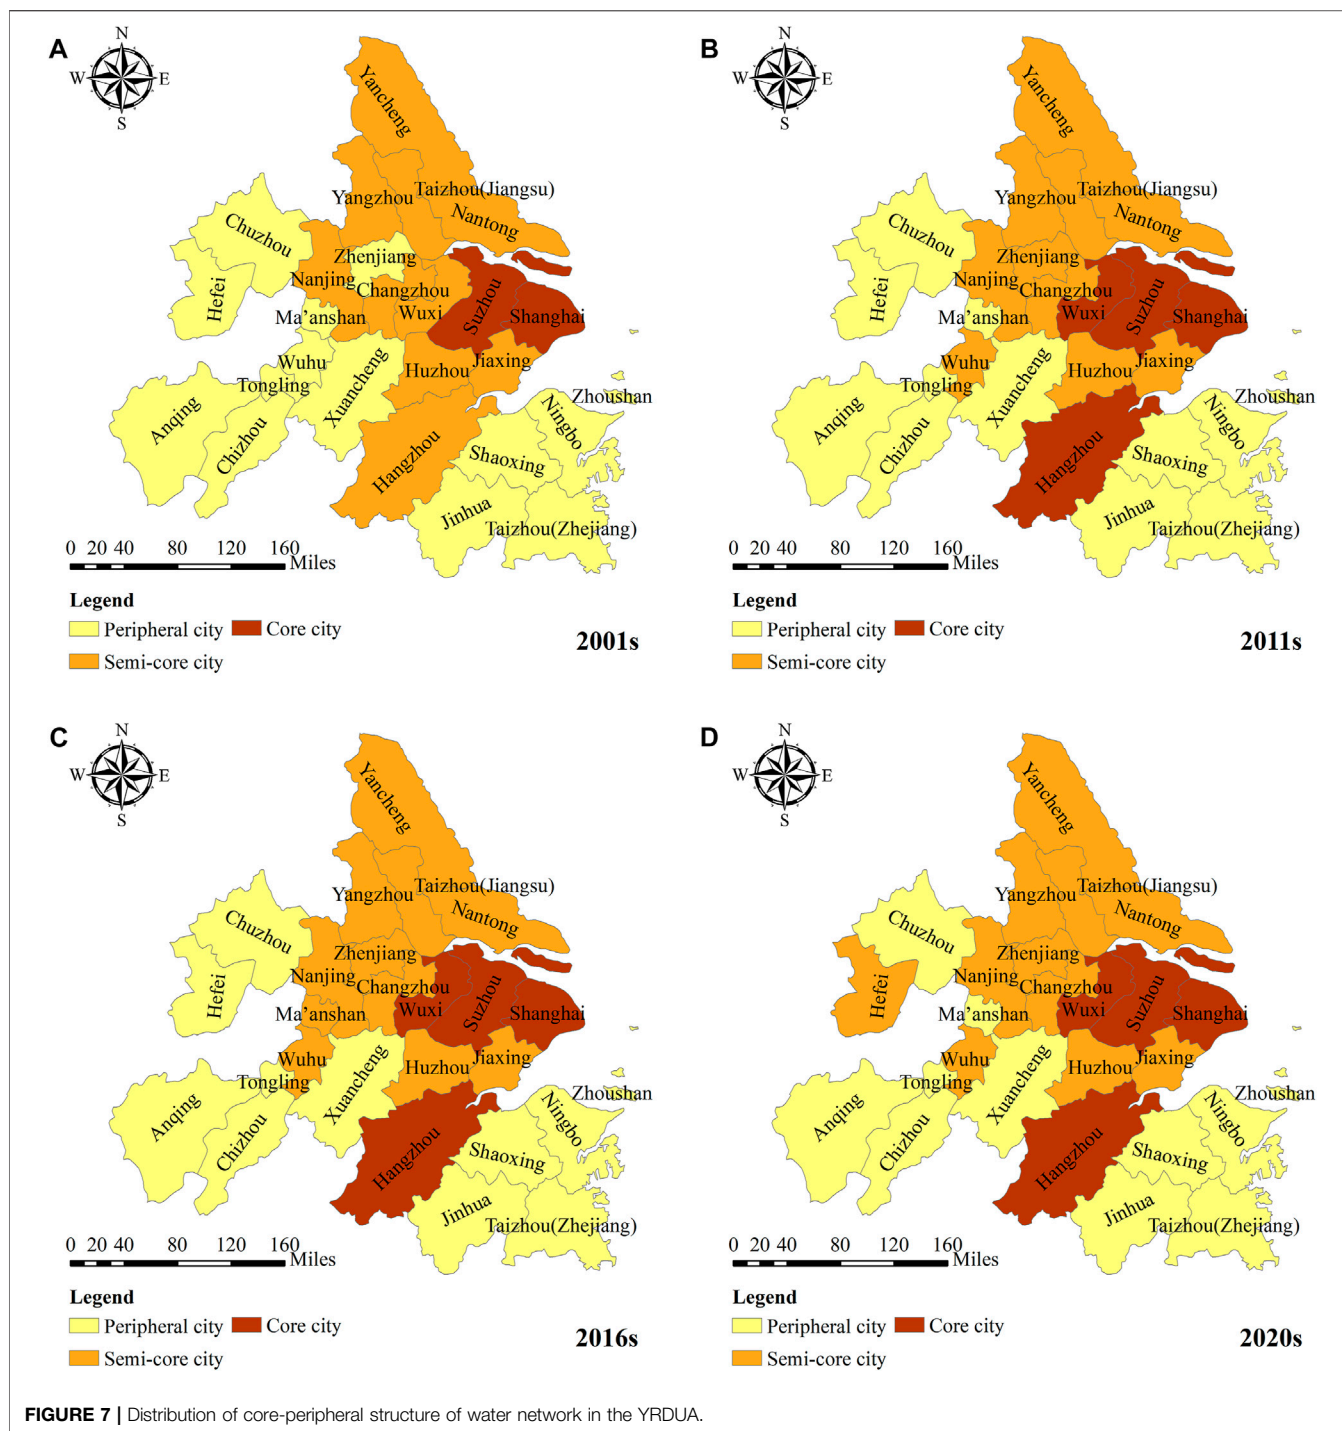 A
N
W E
S
Yancheng
Taizhou(Jiangsu)
Yangzhou
Nantong
Chuzhou
Zhenjiang
Nanjing
Changzhou
Hefei
Suzhou
Ma'anshan
Wuxi
Shanghai
Wuhu
Jiaxing
Huzhou
Tongling
Xuancheng
Zhoushan
Anqing
Ningbo
Chizhou
Hangzhou
Shaoxing
Jinhua
Taizhou(Zhejiang)
0 20 40 80 120 160
Miles
Legend
Peripheral city Core city
Semi-core city
2001s
B
N
W E
S
Yancheng
Taizhou(Jiangsu)
Yangzhou
Nantong
Chuzhou
Zhenjiang
Nanjing
Changzhou
Hefei
Suzhou
Ma'anshan
Wuxi
Shanghai
Wuhu
Jiaxing
Huzhou
Tongling
Xuancheng
Zhoushan
Anqing
Ningbo
Chizhou
Hangzhou
Shaoxing
Jinhua
Taizhou(Zhejiang)
0 20 40 80 120 160
Miles
Legend
Peripheral city Core city
Semi-core city
2011s
C
N
W E
S
Yancheng
Taizhou(Jiangsu)
Yangzhou
Nantong
Chuzhou
Zhenjiang
Nanjing
Changzhou
Hefei
Suzhou
Ma'anshan
Wuxi
Shanghai
Wuhu
Jiaxing
Huzhou
Tongling
Xuancheng
Zhoushan
Anqing
Ningbo
Chizhou
Hangzhou
Shaoxing
Jinhua
Taizhou(Zhejiang)
0 20 40 80 120 160
Miles
Legend
Peripheral city Core city
Semi-core city
2016s
D
N
W E
S
Yancheng
Taizhou(Jiangsu)
Yangzhou
Nantong
Chuzhou
Zhenjiang
Nanjing
Changzhou
Hefei
Suzhou
Ma'anshan
Wuxi
Shanghai
Wuhu
Jiaxing
Huzhou
Tongling
Xuancheng
Zhoushan
Anqing
Ningbo
Chizhou
Hangzhou
Shaoxing
Jinhua
Taizhou(Zhejiang)
0 20 40 80 120 160
Miles
Legend
Peripheral city Core city
Semi-core city
2020s
FIGURE 7 | Distribution of core-peripheral structure of water network in the YRDUA.